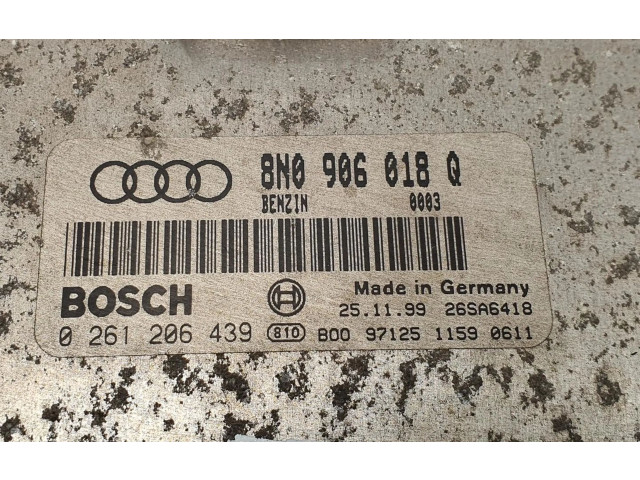 8N0 906 018 Q
BENZIN 0003
BOSCH
Made in Germany
25.11.99 26SA6418
0 261 206 439 810 B00 97125 1159 0611